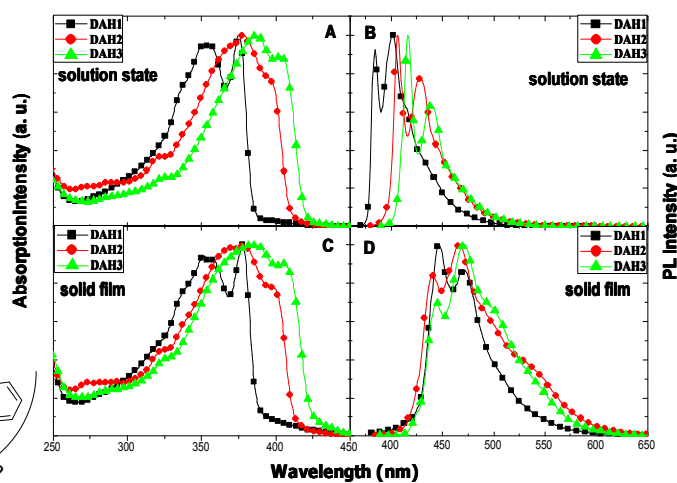 DAH1
DAH2
DAH3
A
solution state
B
DAH1
DAH2
DAH3
solution state
DAH1
DAH2
DAH3
C
solid film
D
DAH1
DAH2
DAH3
solid film
AbsorptionIntensity (a. u.)
PL Intensity (a. u.)
250 300 350 400 450
400 450 500 550 600 650
Wavelength (nm)